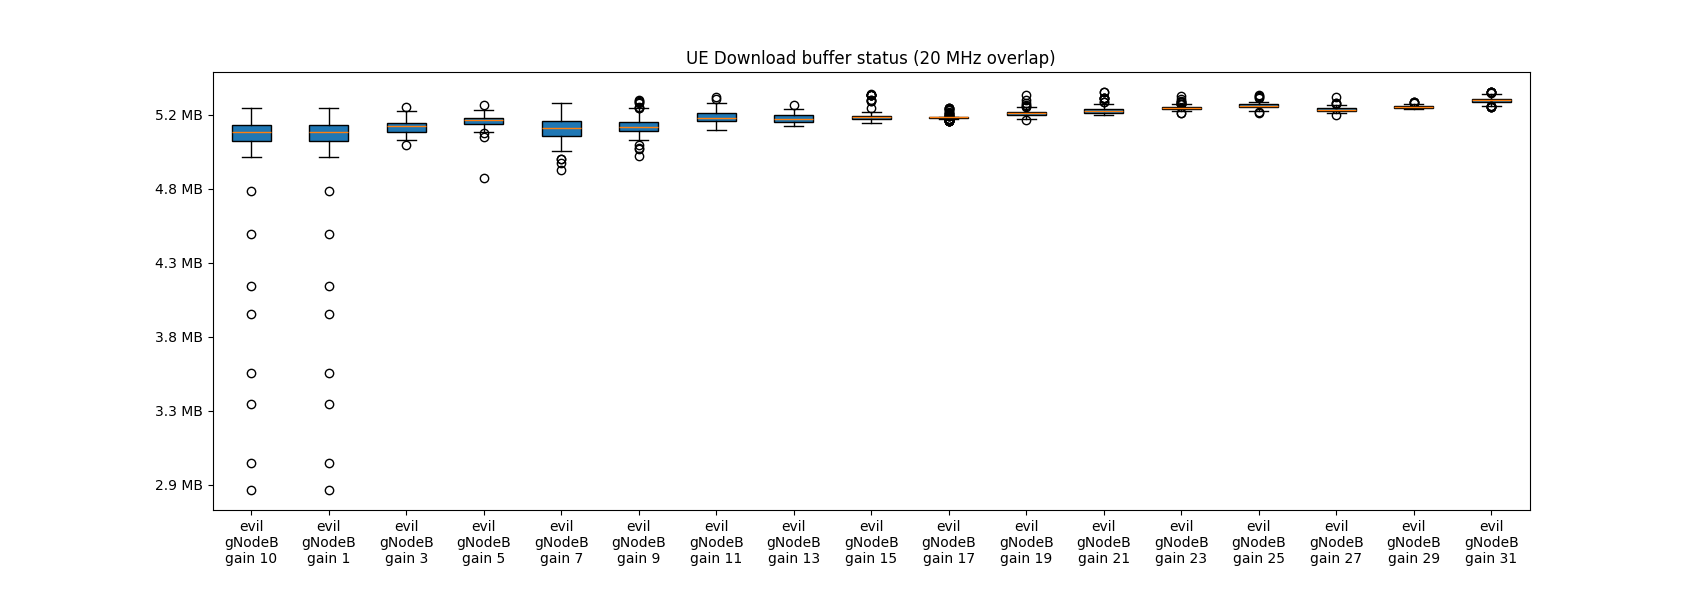 UE Download buffer status (20 MHz overlap)
5.2 MB
4.8 MB
4.3 MB
3.8 MB
3.3 MB
2.9 MB
evil
gNodeB
gain 10
evil
gNodeB
gain 1
evil
gNodeB
gain 3
evil
gNodeB
gain 5
evil
gNodeB
gain 7
evil
gNodeB
gain 9
evil
gNodeB
gain 11
evil
gNodeB
gain 13
evil
gNodeB
gain 15
evil
gNodeB
gain 17
evil
gNodeB
gain 19
evil
gNodeB
gain 21
evil
gNodeB
gain 23
evil
gNodeB
gain 25
evil
gNodeB
gain 27
evil
gNodeB
gain 29
evil
gNodeB
gain 31